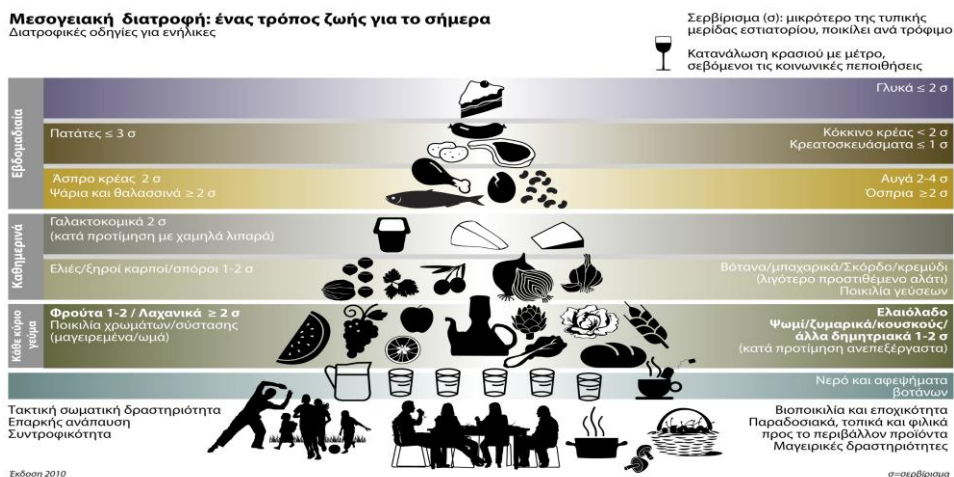 Μεσογειακή διατροφή: ένας τρόπος ζωής για το σήμερα
Διατροφικές οδηγίες για ενήλικες
Σερβίρισμα (σ): μικρότερο της τυπικής
μερίδας εστιατορίου, ποικίλει ανά τρόφιμο
Κατανάλωση κρασιού με μέτρο,
σεβόμενοι τις κοινωνικές πεποιθήσεις
Εβδομαδιαία
Γλυκά ≤ 2 σ
Πατάτες ≤ 3 σ
Κόκκινο κρέας < 2 σ
Κρεατοσκευάσματα ≤ 1 σ
Άσπρο κρέας 2 σ
Ψάρια και θαλασσινά ≥ 2 σ
Αυγά 2-4 σ
Όσπρια ≥2 σ
Καθημερινά
Γαλακτοκομικά 2 σ
(κατά προτίμηση με χαμηλά λιπαρά)
Ελιές/ξηροί καρποί/σπόροι 1-2 σ
Βότανα/μπαχαρικά/Σκόρδο/κρεμύδι
(λιγότερο προστιθέμενο αλάτι)
Ποικιλία γεύσεων
Κάθε κύριο
γεύμα
Φρούτα 1-2 / Λαχανικά ≥ 2 σ
Ποικιλία χρωμάτων/σύστασης
(μαγειρεμένα/ωμά)
Ελαιόλαδο
Ψωμί/ζυμαρικά/κουσκούς/
άλλα δημητριακά 1-2 σ
(κατά προτίμηση ανεπεξέργαστα)
Νερό και αφεψήματα
βοτάνων
Τακτική σωματική δραστηριότητα
Επαρκής ανάπαυση
Συντροφικότητα
Βιοποικιλία και εποχικότητα
Παραδοσιακά, τοπικά και φιλικά
προς το περιβάλλον προϊόντα
Μαγειρικές δραστηριότητες
Έκδοση 2010
σ=σερβίρισμα